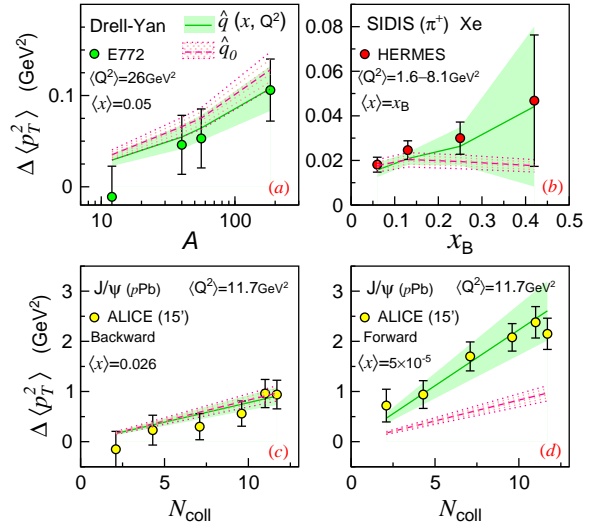 Drell-Yan A q̂ (x, Q²)
E772 q̂₀
⟨Q²⟩=26GeV²
⟨x⟩=0.05
Δ ⟨p_T²⟩ (GeV²)
0.1
0
10 100
A
(a)
SIDIS (π⁺) Xe
HERMES
⟨Q²⟩=1.6–8.1GeV²
⟨x⟩=x_B
0.08
0.06
0.04
0.02
0
0 0.1 0.2 0.3 0.4 0.5
x_B
(b)
J/ψ (pPb) ⟨Q²⟩=11.7GeV²
ALICE (15')
Backward
⟨x⟩=0.026
Δ ⟨p_T²⟩ (GeV²)
3
2
1
0
0 5 10
N_coll
(c)
J/ψ (pPb) ⟨Q²⟩=11.7GeV²
ALICE (15')
Forward
⟨x⟩=5×10⁻⁵
3
2
1
0
0 5 10
N_coll
(d)